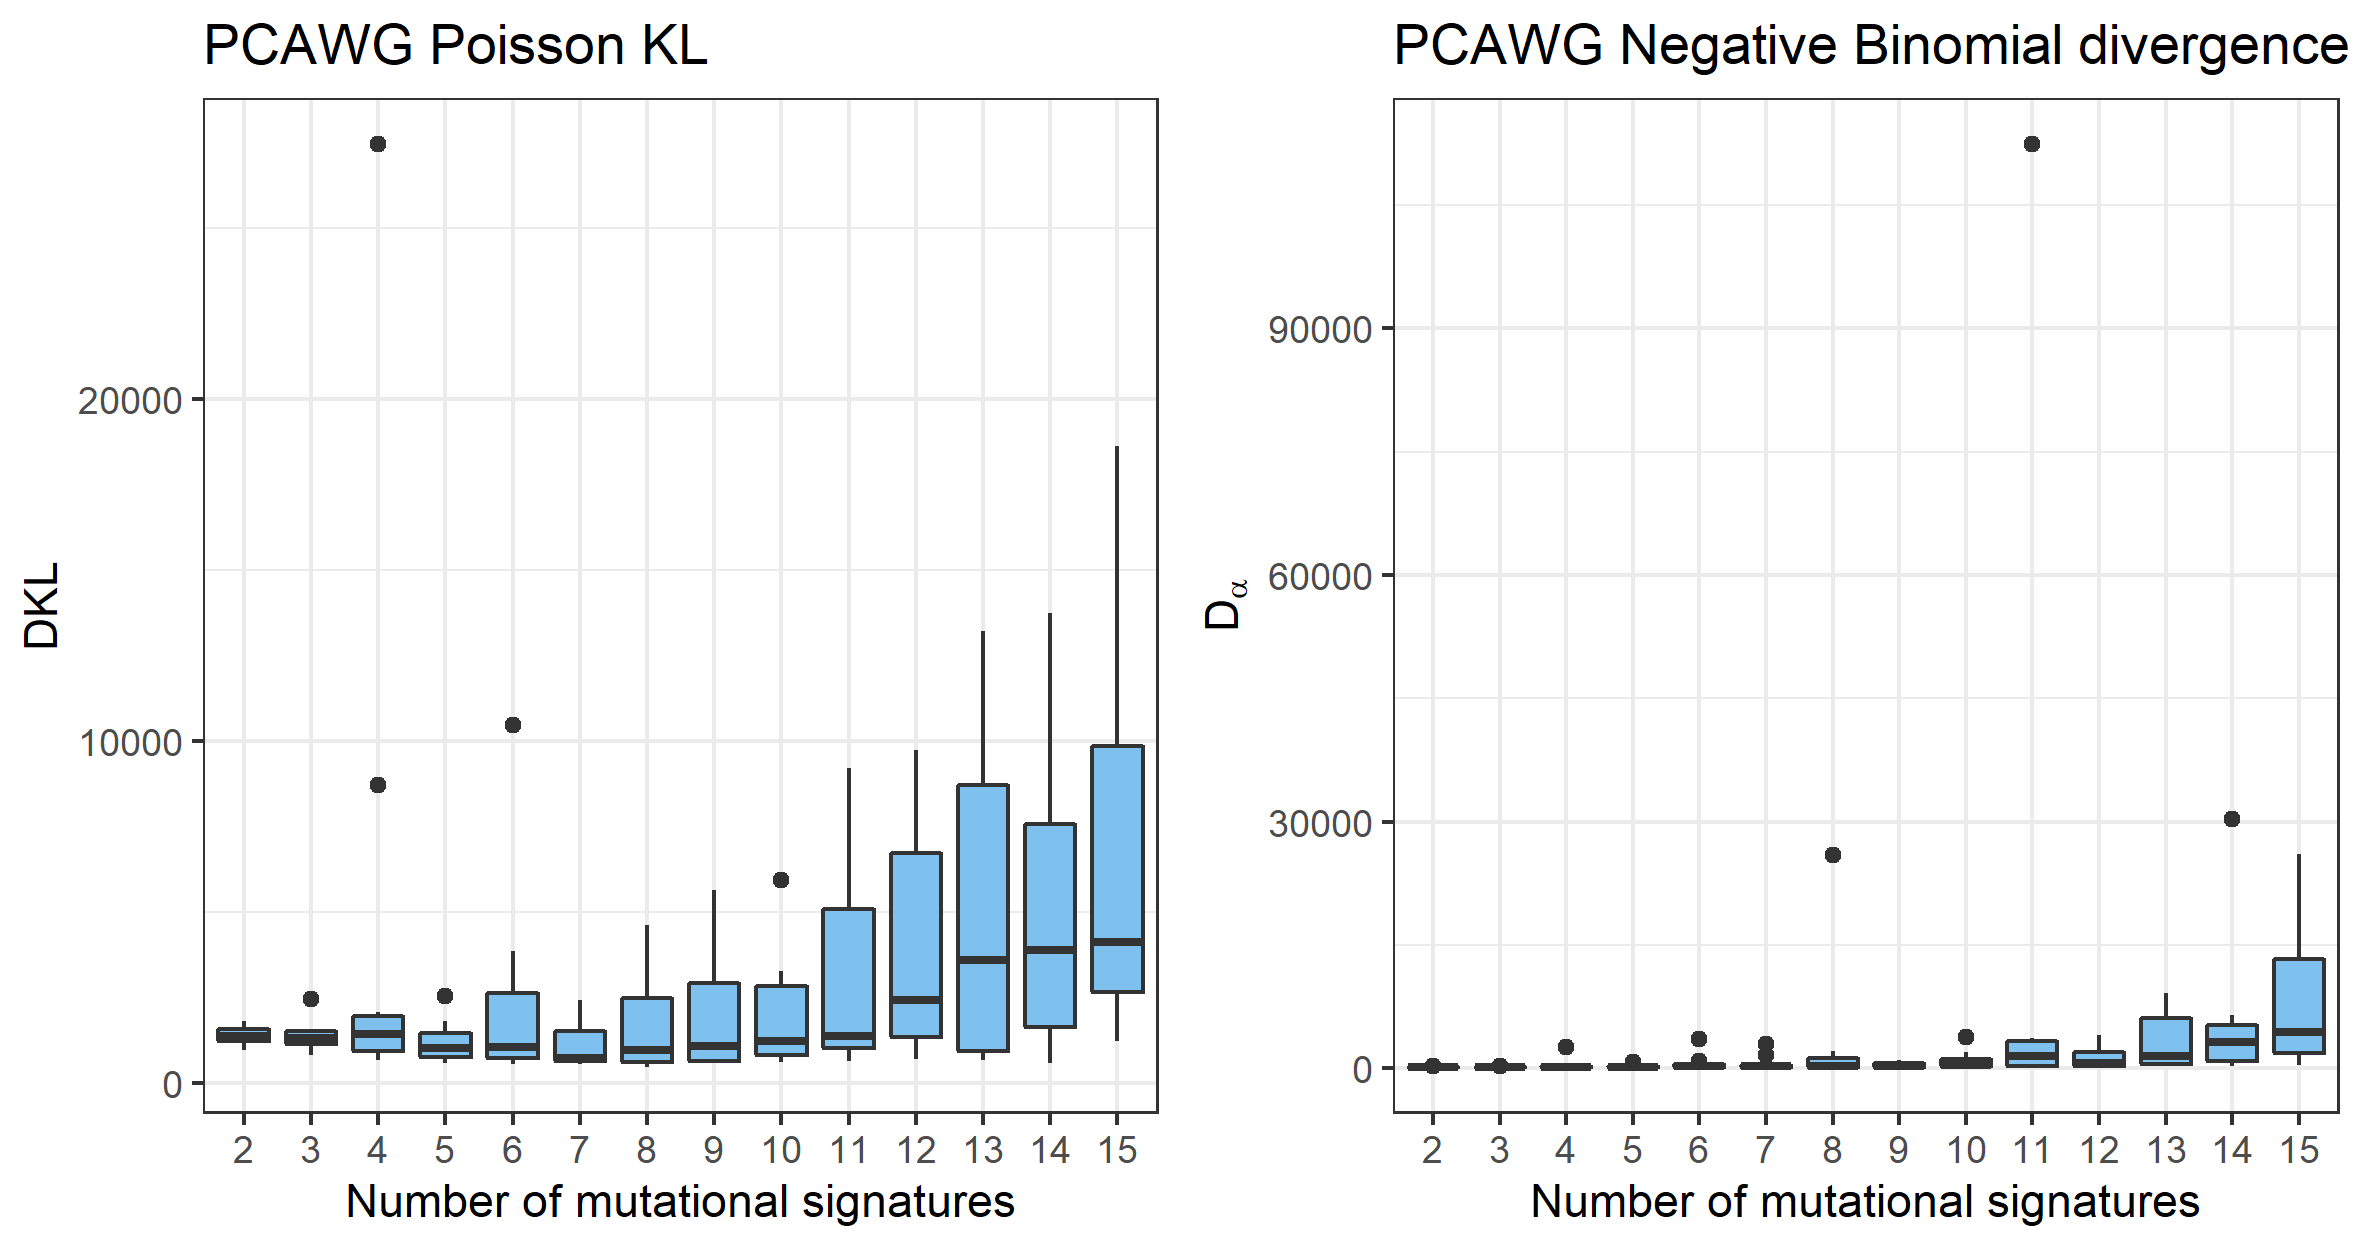 PCAWG Poisson KL
DKL
20000
10000
0
2 3 4 5 6 7 8 9 10 11 12 13 14 15
Number of mutational signatures
PCAWG Negative Binomial divergence
Dα
90000
60000
30000
0
2 3 4 5 6 7 8 9 10 11 12 13 14 15
Number of mutational signatures